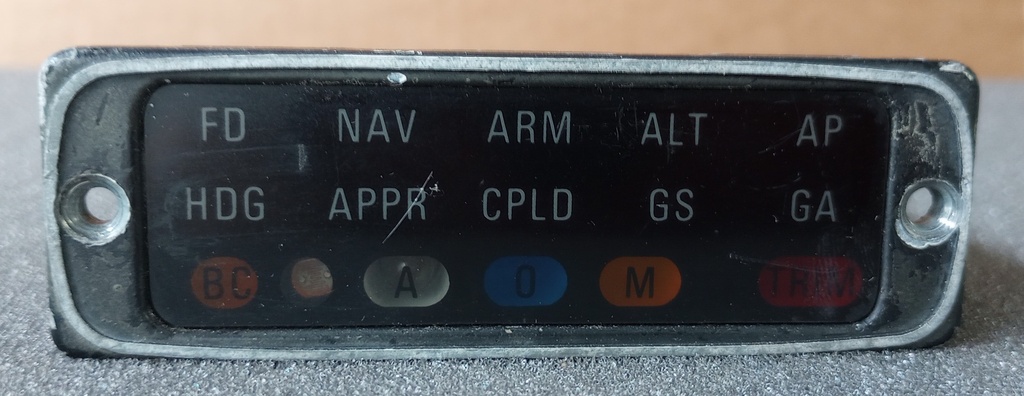 FD NAV ARM ALT AP
HDG APPR CPLD GS GA
BC A O M TRIM